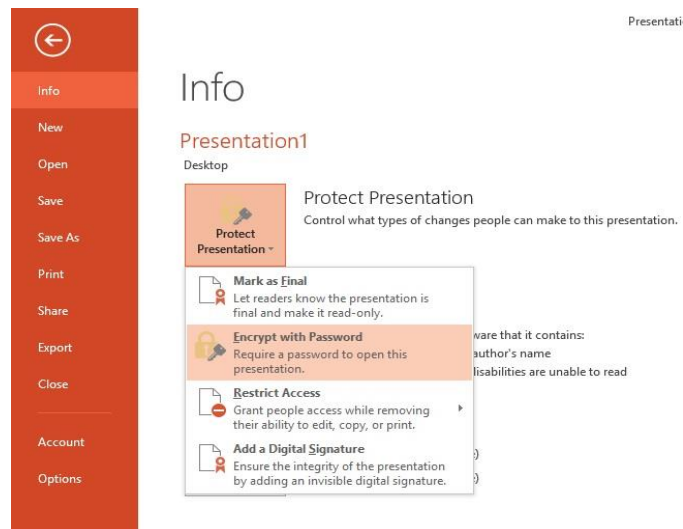 Presentati
Info
New
Open
Save
Save As
Print
Share
Export
Close
Account
Options
Info
Presentation1
Desktop
Protect
Presentation
Protect Presentation
Control what types of changes people can make to this presentation.
Mark as Final
Let readers know the presentation is
final and make it read-only.
Encrypt with Password
Require a password to open this
presentation.
Restrict Access
Grant people access while removing
their ability to edit, copy, or print.
Add a Digital Signature
Ensure the integrity of the presentation
by adding an invisible digital signature.
ware that it contains:
author's name
lisabilities are unable to read
)
)